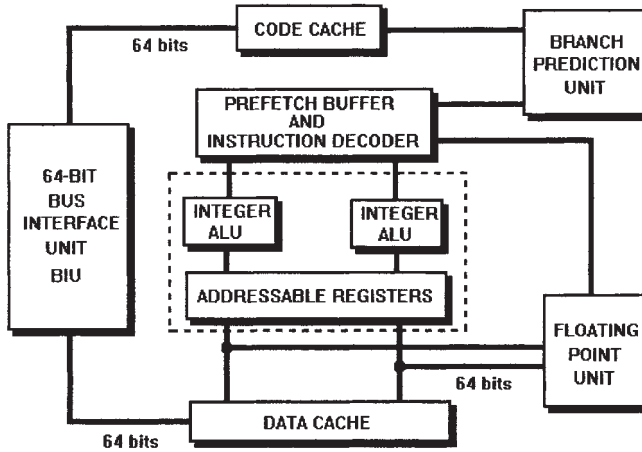 64 bits
CODE CACHE
BRANCH
PREDICTION
UNIT
PREFETCH BUFFER
AND
INSTRUCTION DECODER
64-BIT
BUS
INTERFACE
UNIT
BIU
INTEGER
ALU
INTEGER
ALU
ADDRESSABLE REGISTERS
FLOATING
POINT
UNIT
64 bits
DATA CACHE
64 bits